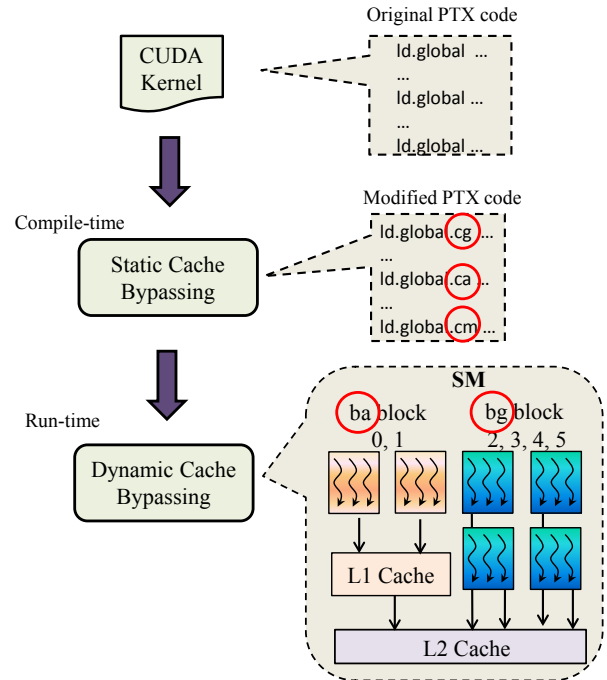 Original PTX code
CUDA
Kernel
ld.global ...
...
ld.global ...
...
ld.global ...
Compile-time
Modified PTX code
Static Cache
Bypassing
ld.global.cg ...
...
ld.global.ca ...
...
ld.global.cm ...
Run-time
Dynamic Cache
Bypassing
SM
ba block
0, 1
bg block
2, 3, 4, 5
L1 Cache
L2 Cache